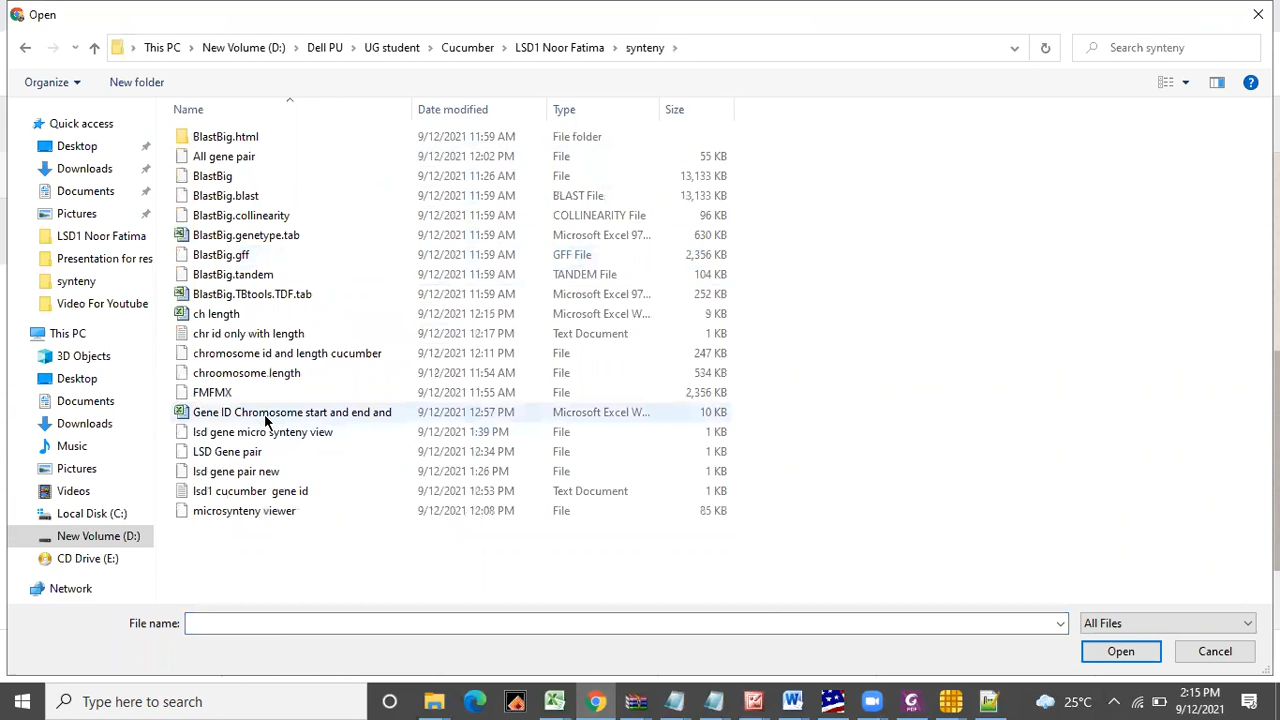 Open
This PC > New Volume (D:) > Dell PU > UG student > Cucumber > LSD1 Noor Fatima > synteny >
Search synteny
Organize
New folder
Name Date modified Type Size
Quick access
Desktop
Downloads
Documents
Pictures
LSD1 Noor Fatima
Presentation for res
synteny
Video For Youtube
This PC
3D Objects
Desktop
Documents
Downloads
Music
Pictures
Videos
Local Disk (C:)
New Volume (D:)
CD Drive (E:)
Network
BlastBig.html 9/12/2021 11:59 AM File folder
All gene pair 9/12/2021 12:02 PM File 55 KB
BlastBig 9/12/2021 11:26 AM File 13,133 KB
BlastBig.blast 9/12/2021 11:59 AM BLAST File 13,133 KB
BlastBig.collinearity 9/12/2021 11:59 AM COLLINEARITY File 96 KB
BlastBig.genetype.tab 9/12/2021 11:59 AM Microsoft Excel 97... 630 KB
BlastBig.gff 9/12/2021 11:59 AM GFF File 2,356 KB
BlastBig.tandem 9/12/2021 11:59 AM TANDEM File 104 KB
BlastBig.TBtools.TDF.tab 9/12/2021 11:59 AM Microsoft Excel 97... 252 KB
ch length 9/12/2021 12:15 PM Microsoft Excel W... 9 KB
chr id only with length 9/12/2021 12:17 PM Text Document 1 KB
chromosome id and length cucumber 9/12/2021 12:11 PM File 247 KB
chroomosome.length 9/12/2021 11:54 AM File 534 KB
FMFMX 9/12/2021 11:55 AM File 2,356 KB
Gene ID Chromosome start and end and 9/12/2021 12:57 PM Microsoft Excel W... 10 KB
lsd gene micro synteny view 9/12/2021 1:39 PM File 1 KB
LSD Gene pair 9/12/2021 12:34 PM File 1 KB
lsd gene pair new 9/12/2021 1:26 PM File 1 KB
lsd1 cucumber gene id 9/12/2021 12:53 PM Text Document 1 KB
microsynteny viewer 9/12/2021 12:08 PM File 85 KB
File name:
All Files
Open
Cancel
Type here to search
25°C
2:15 PM
9/12/2021